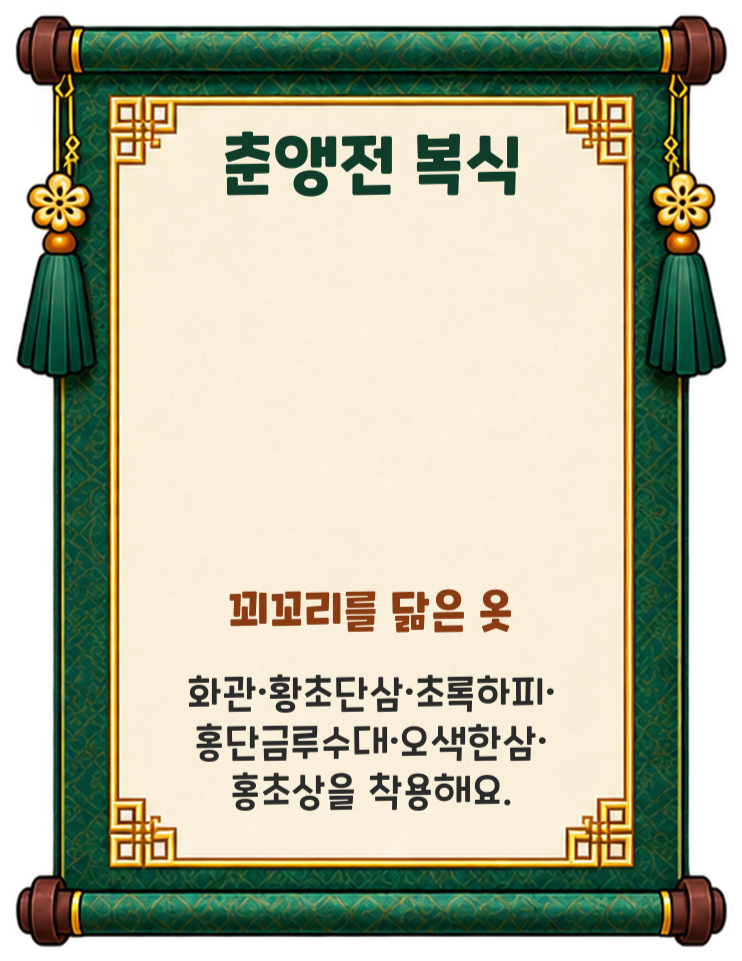 춘앵전 복식
꾀꼬리를 닮은 옷
화관·황초단삼·초록하피·
홍단금루수대·오색한삼·
홍초상을 착용해요.